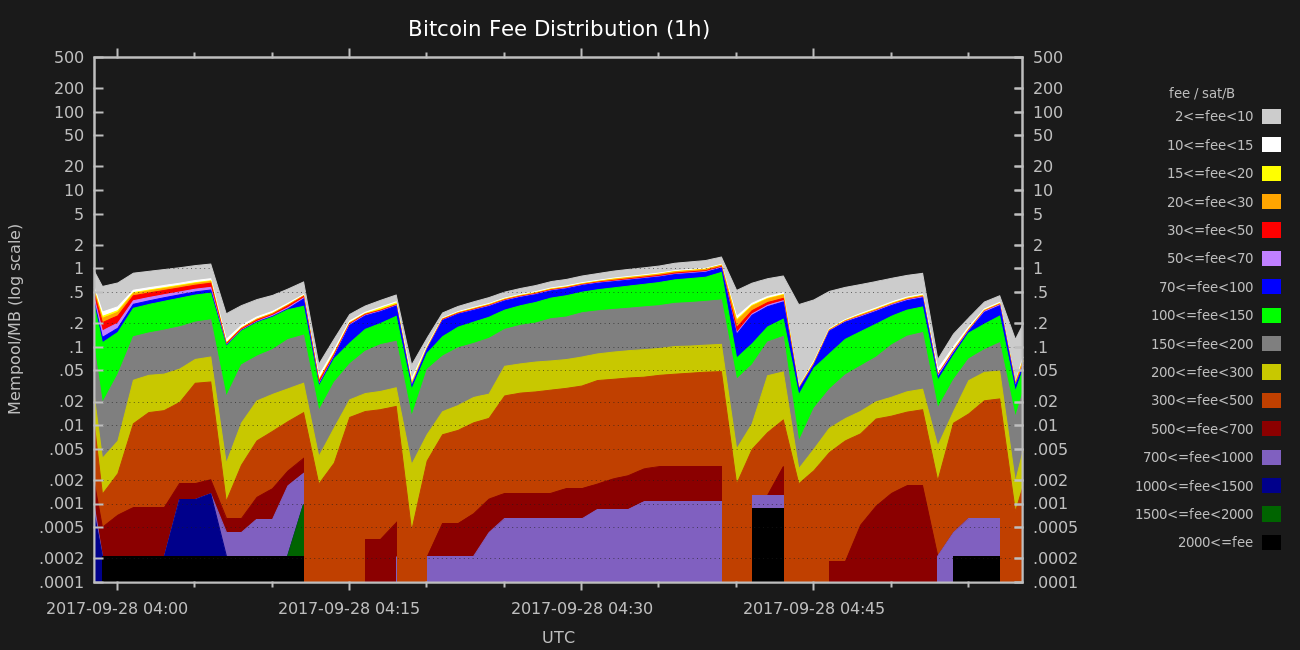 Bitcoin Fee Distribution (1h)
500 500
200 200
100 100
50 50
20 20
10 10
5 5
2 2
1 1
.5 .5
.2 .2
.1 .1
.05 .05
.02 .02
.01 .01
.005 .005
.002 .002
.001 .001
.0005 .0005
.0002 .0002
.0001 .0001
Mempool/MB (log scale)
2017-09-28 04:00 2017-09-28 04:15 2017-09-28 04:30 2017-09-28 04:45
UTC
fee / sat/B
2<=fee<10
10<=fee<15
15<=fee<20
20<=fee<30
30<=fee<50
50<=fee<70
70<=fee<100
100<=fee<150
150<=fee<200
200<=fee<300
300<=fee<500
500<=fee<700
700<=fee<1000
1000<=fee<1500
1500<=fee<2000
2000<=fee